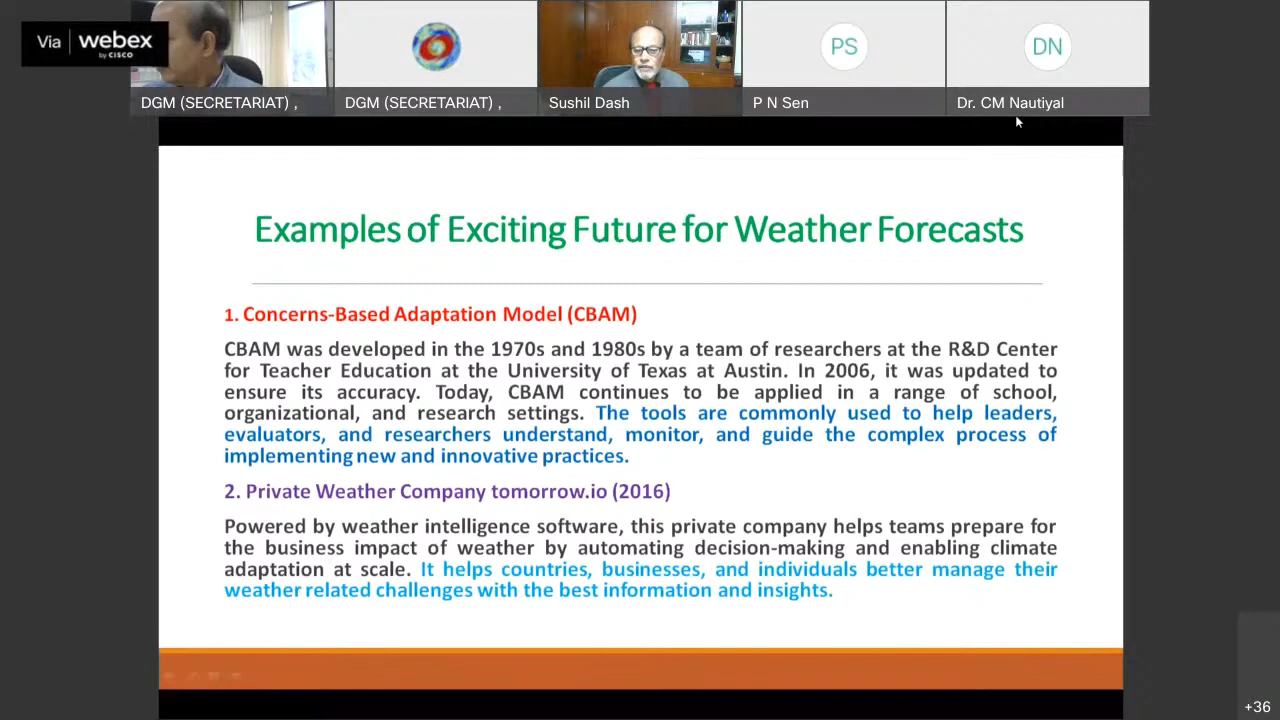 Via webex
by CISCO
DGM (SECRETARIAT) ,
DGM (SECRETARIAT) ,
Sushil Dash
PS
P N Sen
DN
Dr. CM Nautiyal
Examples of Exciting Future for Weather Forecasts
1. Concerns-Based Adaptation Model (CBAM)
CBAM was developed in the 1970s and 1980s by a team of researchers at the R&D Center
for Teacher Education at the University of Texas at Austin. In 2006, it was updated to
ensure its accuracy. Today, CBAM continues to be applied in a range of school,
organizational, and research settings. The tools are commonly used to help leaders,
evaluators, and researchers understand, monitor, and guide the complex process of
implementing new and innovative practices.
2. Private Weather Company tomorrow.io (2016)
Powered by weather intelligence software, this private company helps teams prepare for
the business impact of weather by automating decision-making and enabling climate
adaptation at scale. It helps countries, businesses, and individuals better manage their
weather related challenges with the best information and insights.
+36